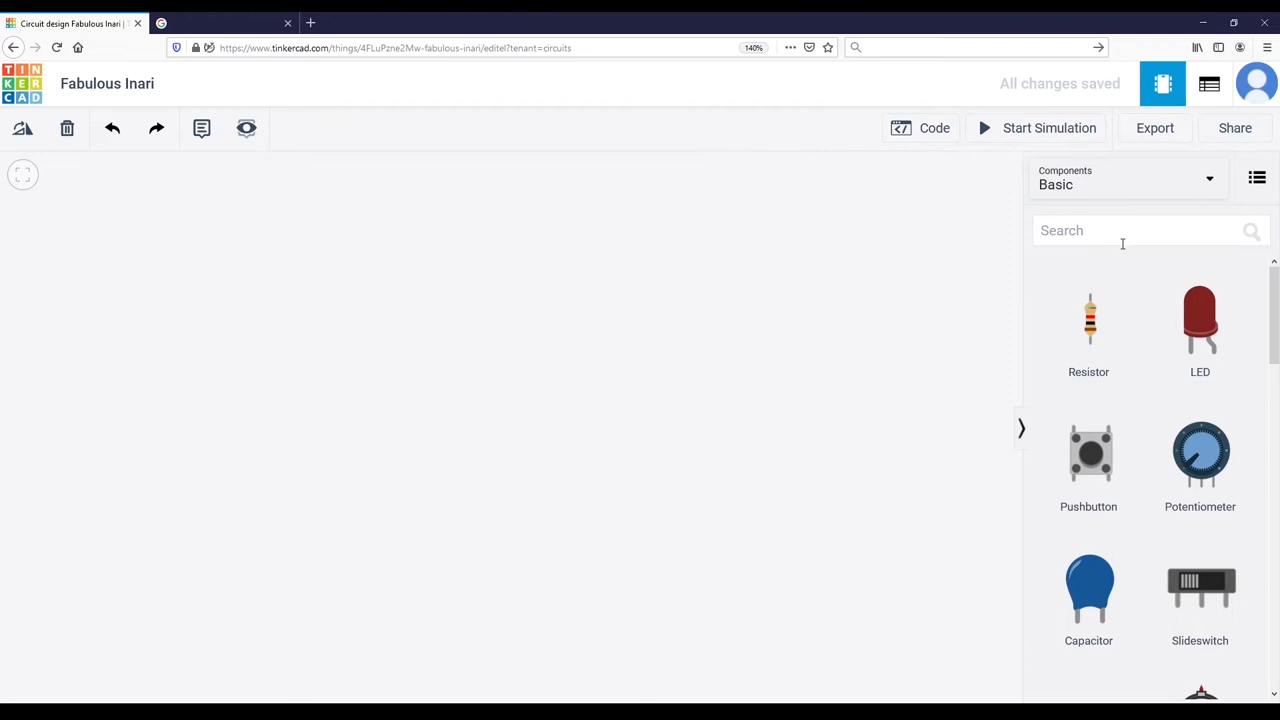 Circuit design Fabulous Inari | T
https://www.tinkercad.com/things/4FLuPzne2Mw-fabulous-inari/editel?tenant=circuits
140%
TIN
KER
CAD
Fabulous Inari
All changes saved
Code
Start Simulation
Export
Share
Components
Basic
Search
Resistor
LED
Pushbutton
Potentiometer
Capacitor
Slideswitch